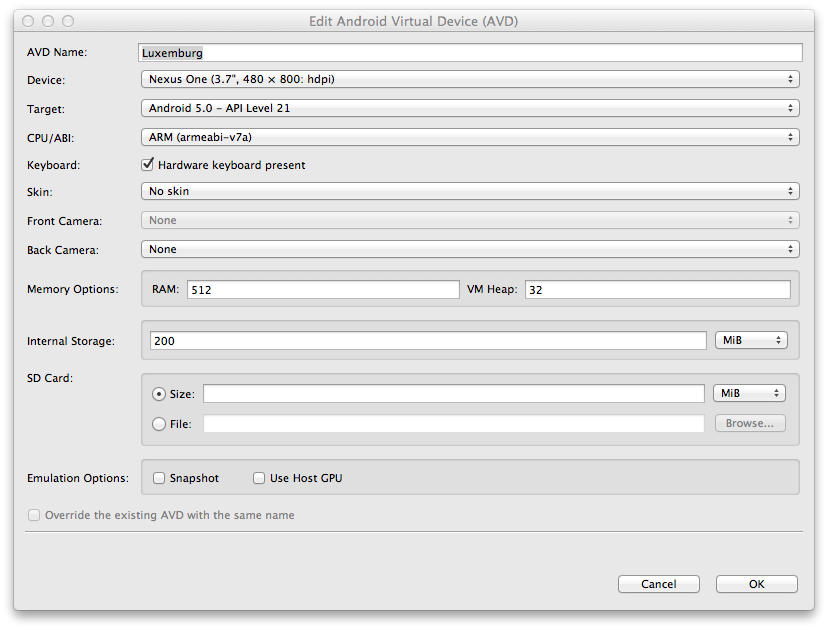 Edit Android Virtual Device (AVD)
AVD Name: Luxemburg
Device: Nexus One (3.7", 480 × 800: hdpi)
Target: Android 5.0 – API Level 21
CPU/ABI: ARM (armeabi-v7a)
Keyboard: Hardware keyboard present
Skin: No skin
Front Camera: None
Back Camera: None
Memory Options: RAM: 512 VM Heap: 32
Internal Storage: 200 MiB
SD Card:
Size: MiB
File: Browse...
Emulation Options: Snapshot Use Host GPU
Override the existing AVD with the same name
Cancel OK